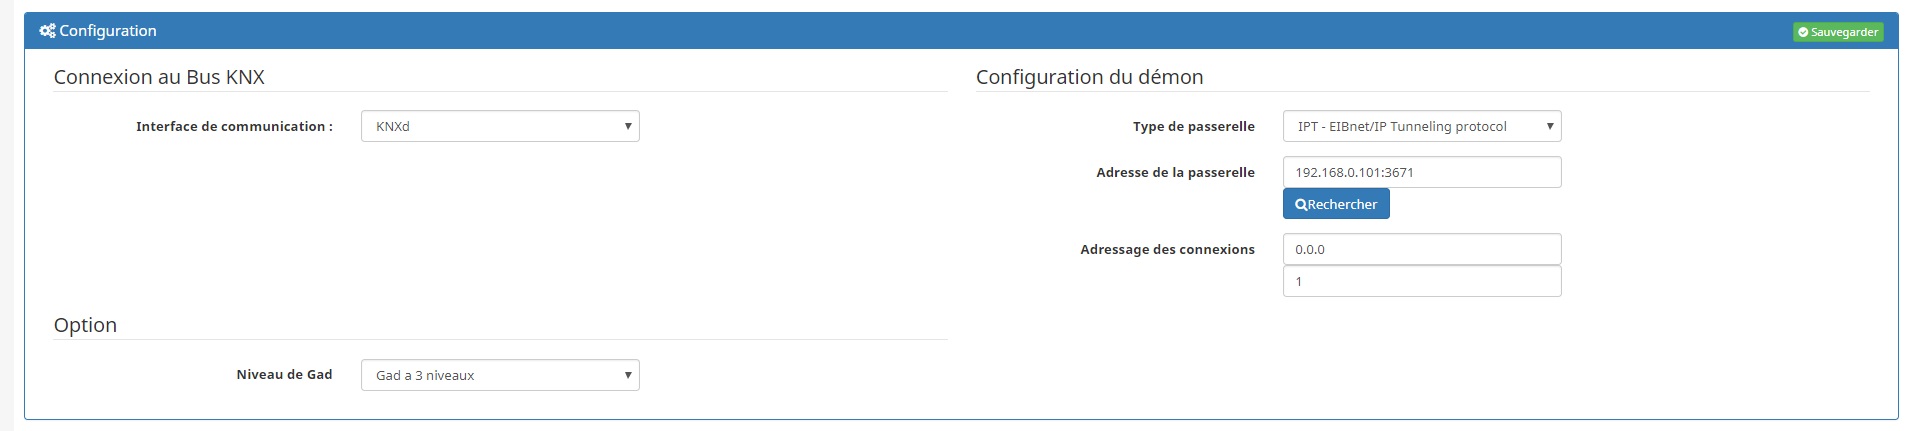 Configuration
Sauvegarder
Connexion au Bus KNX
Interface de communication :
KNXd
Configuration du démon
Type de passerelle
IPT - EIBnet/IP Tunneling protocol
Adresse de la passerelle
192.168.0.101:3671
Rechercher
Adressage des connexions
0.0.0
1
Option
Niveau de Gad
Gad a 3 niveaux